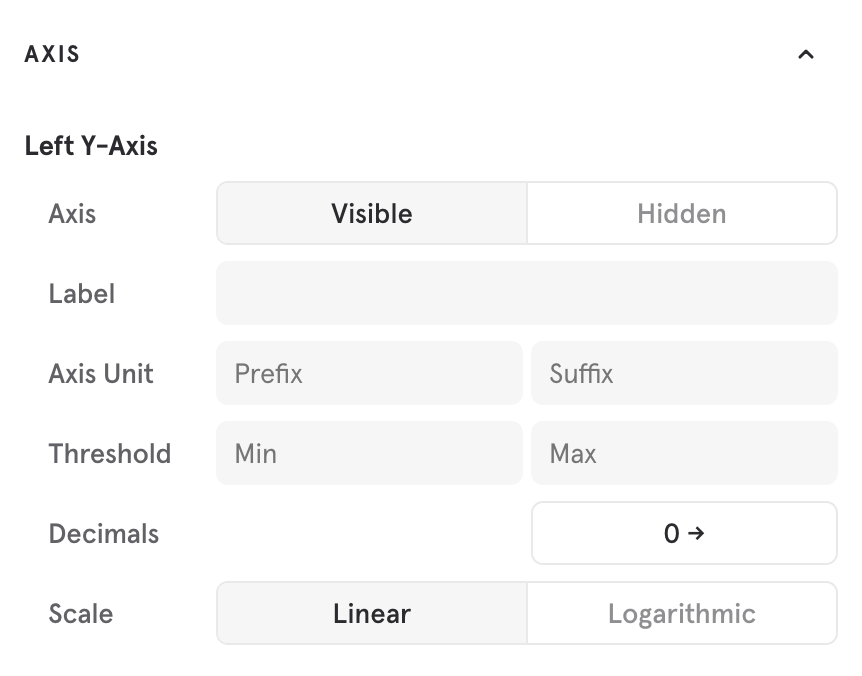 AXIS
Left Y-Axis
Axis Visible Hidden
Label
Axis Unit Prefix Suffix
Threshold Min Max
Decimals 0 →
Scale Linear Logarithmic